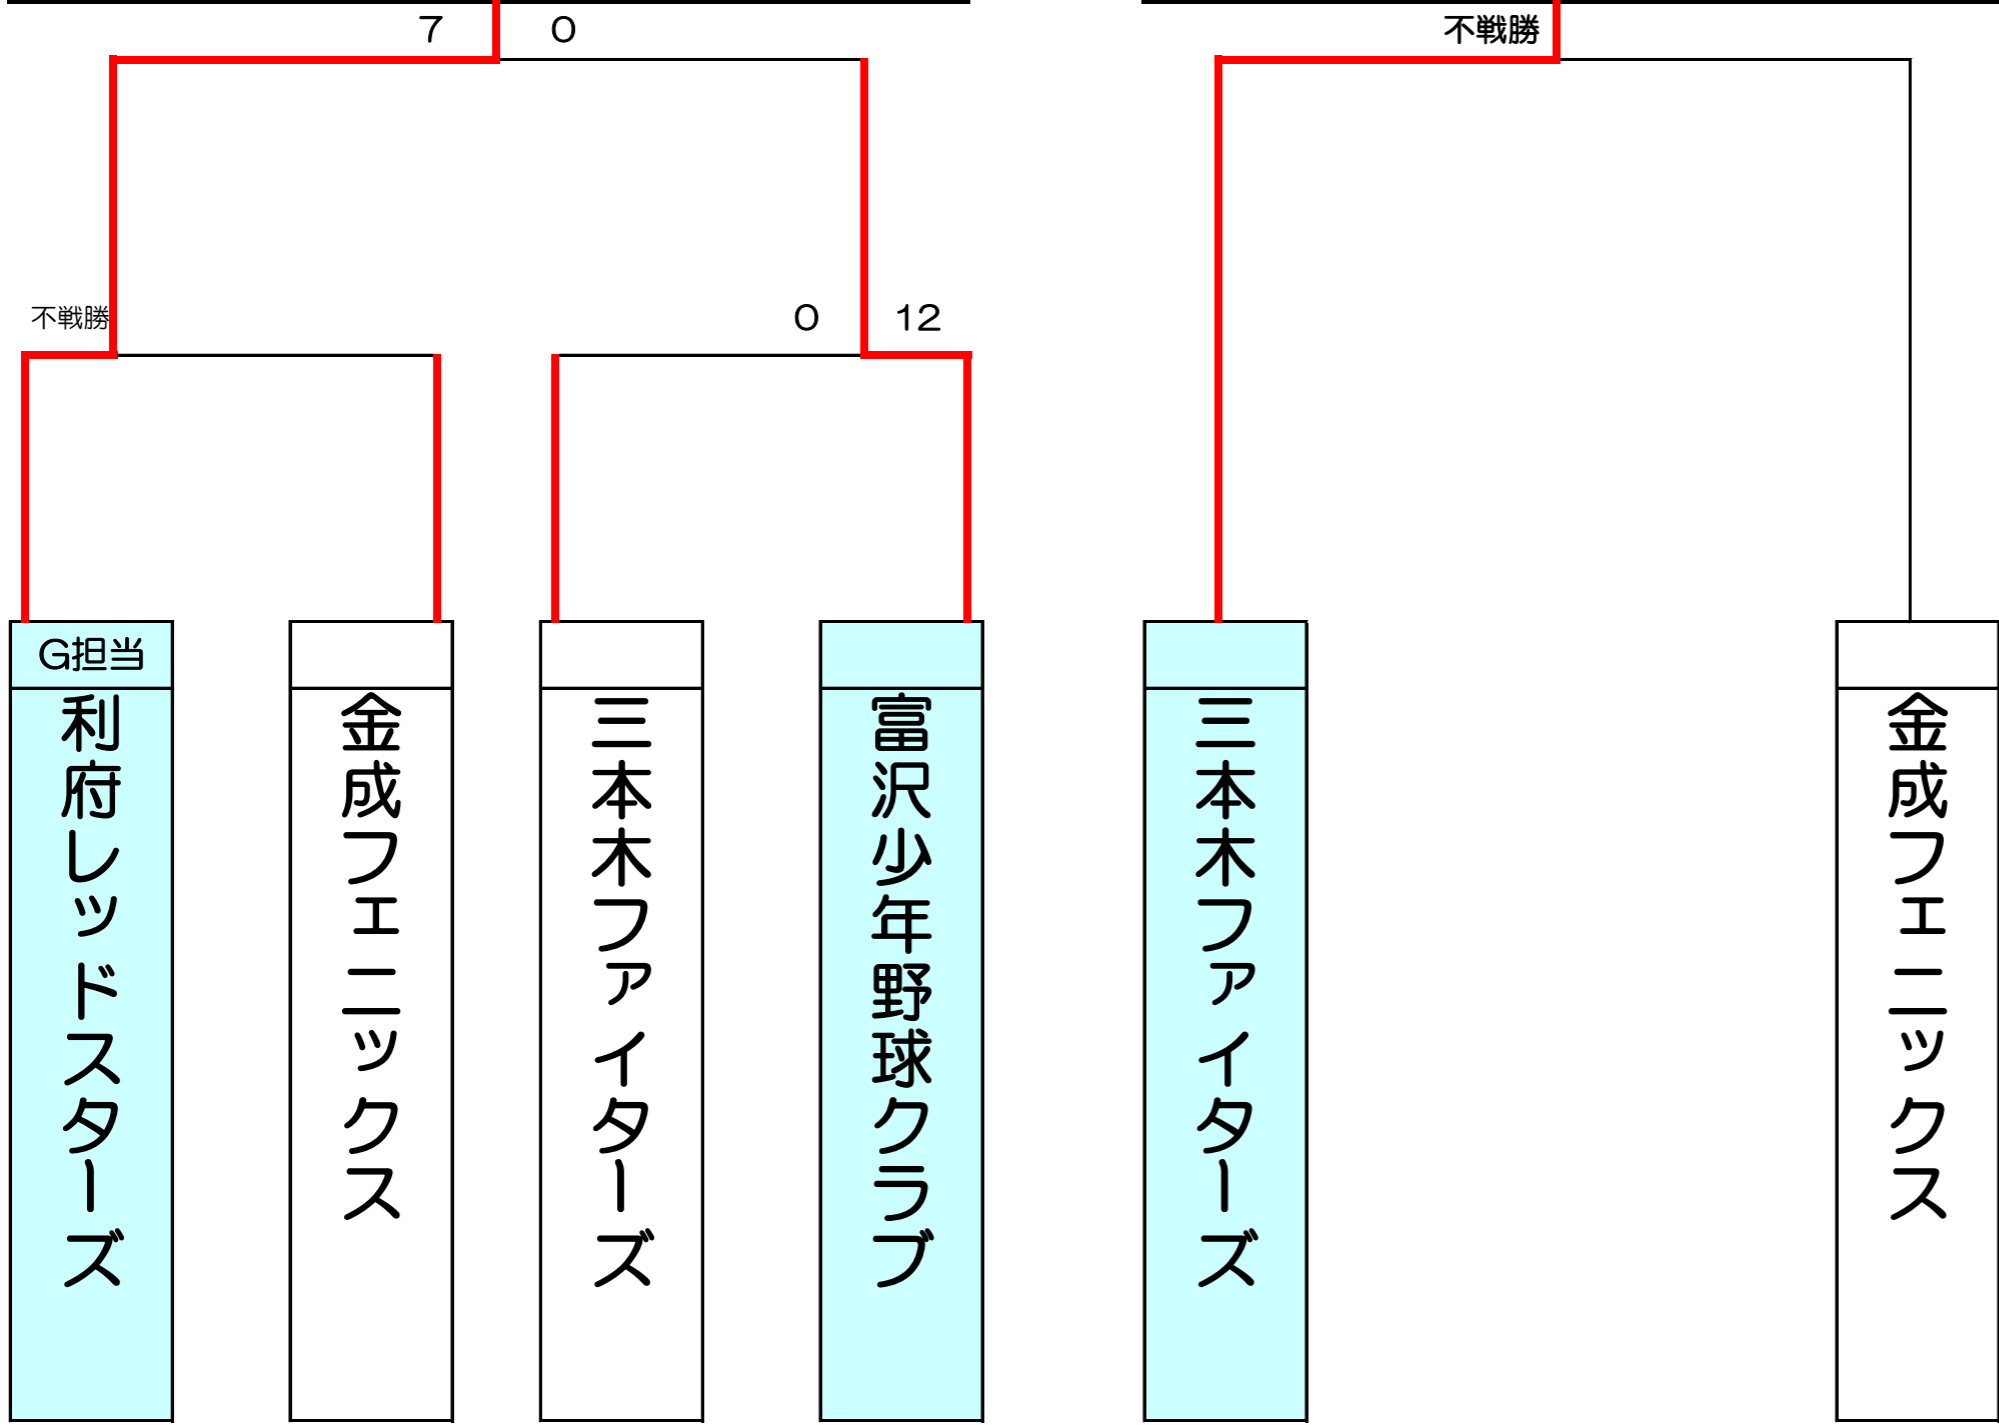 7 0
不戦勝
不戦勝
0 12
G担当
利府レッドスターズ
金成フェニックス
三本木ファイターズ
富沢少年野球クラブ
三本木ファイターズ
金成フェニックス